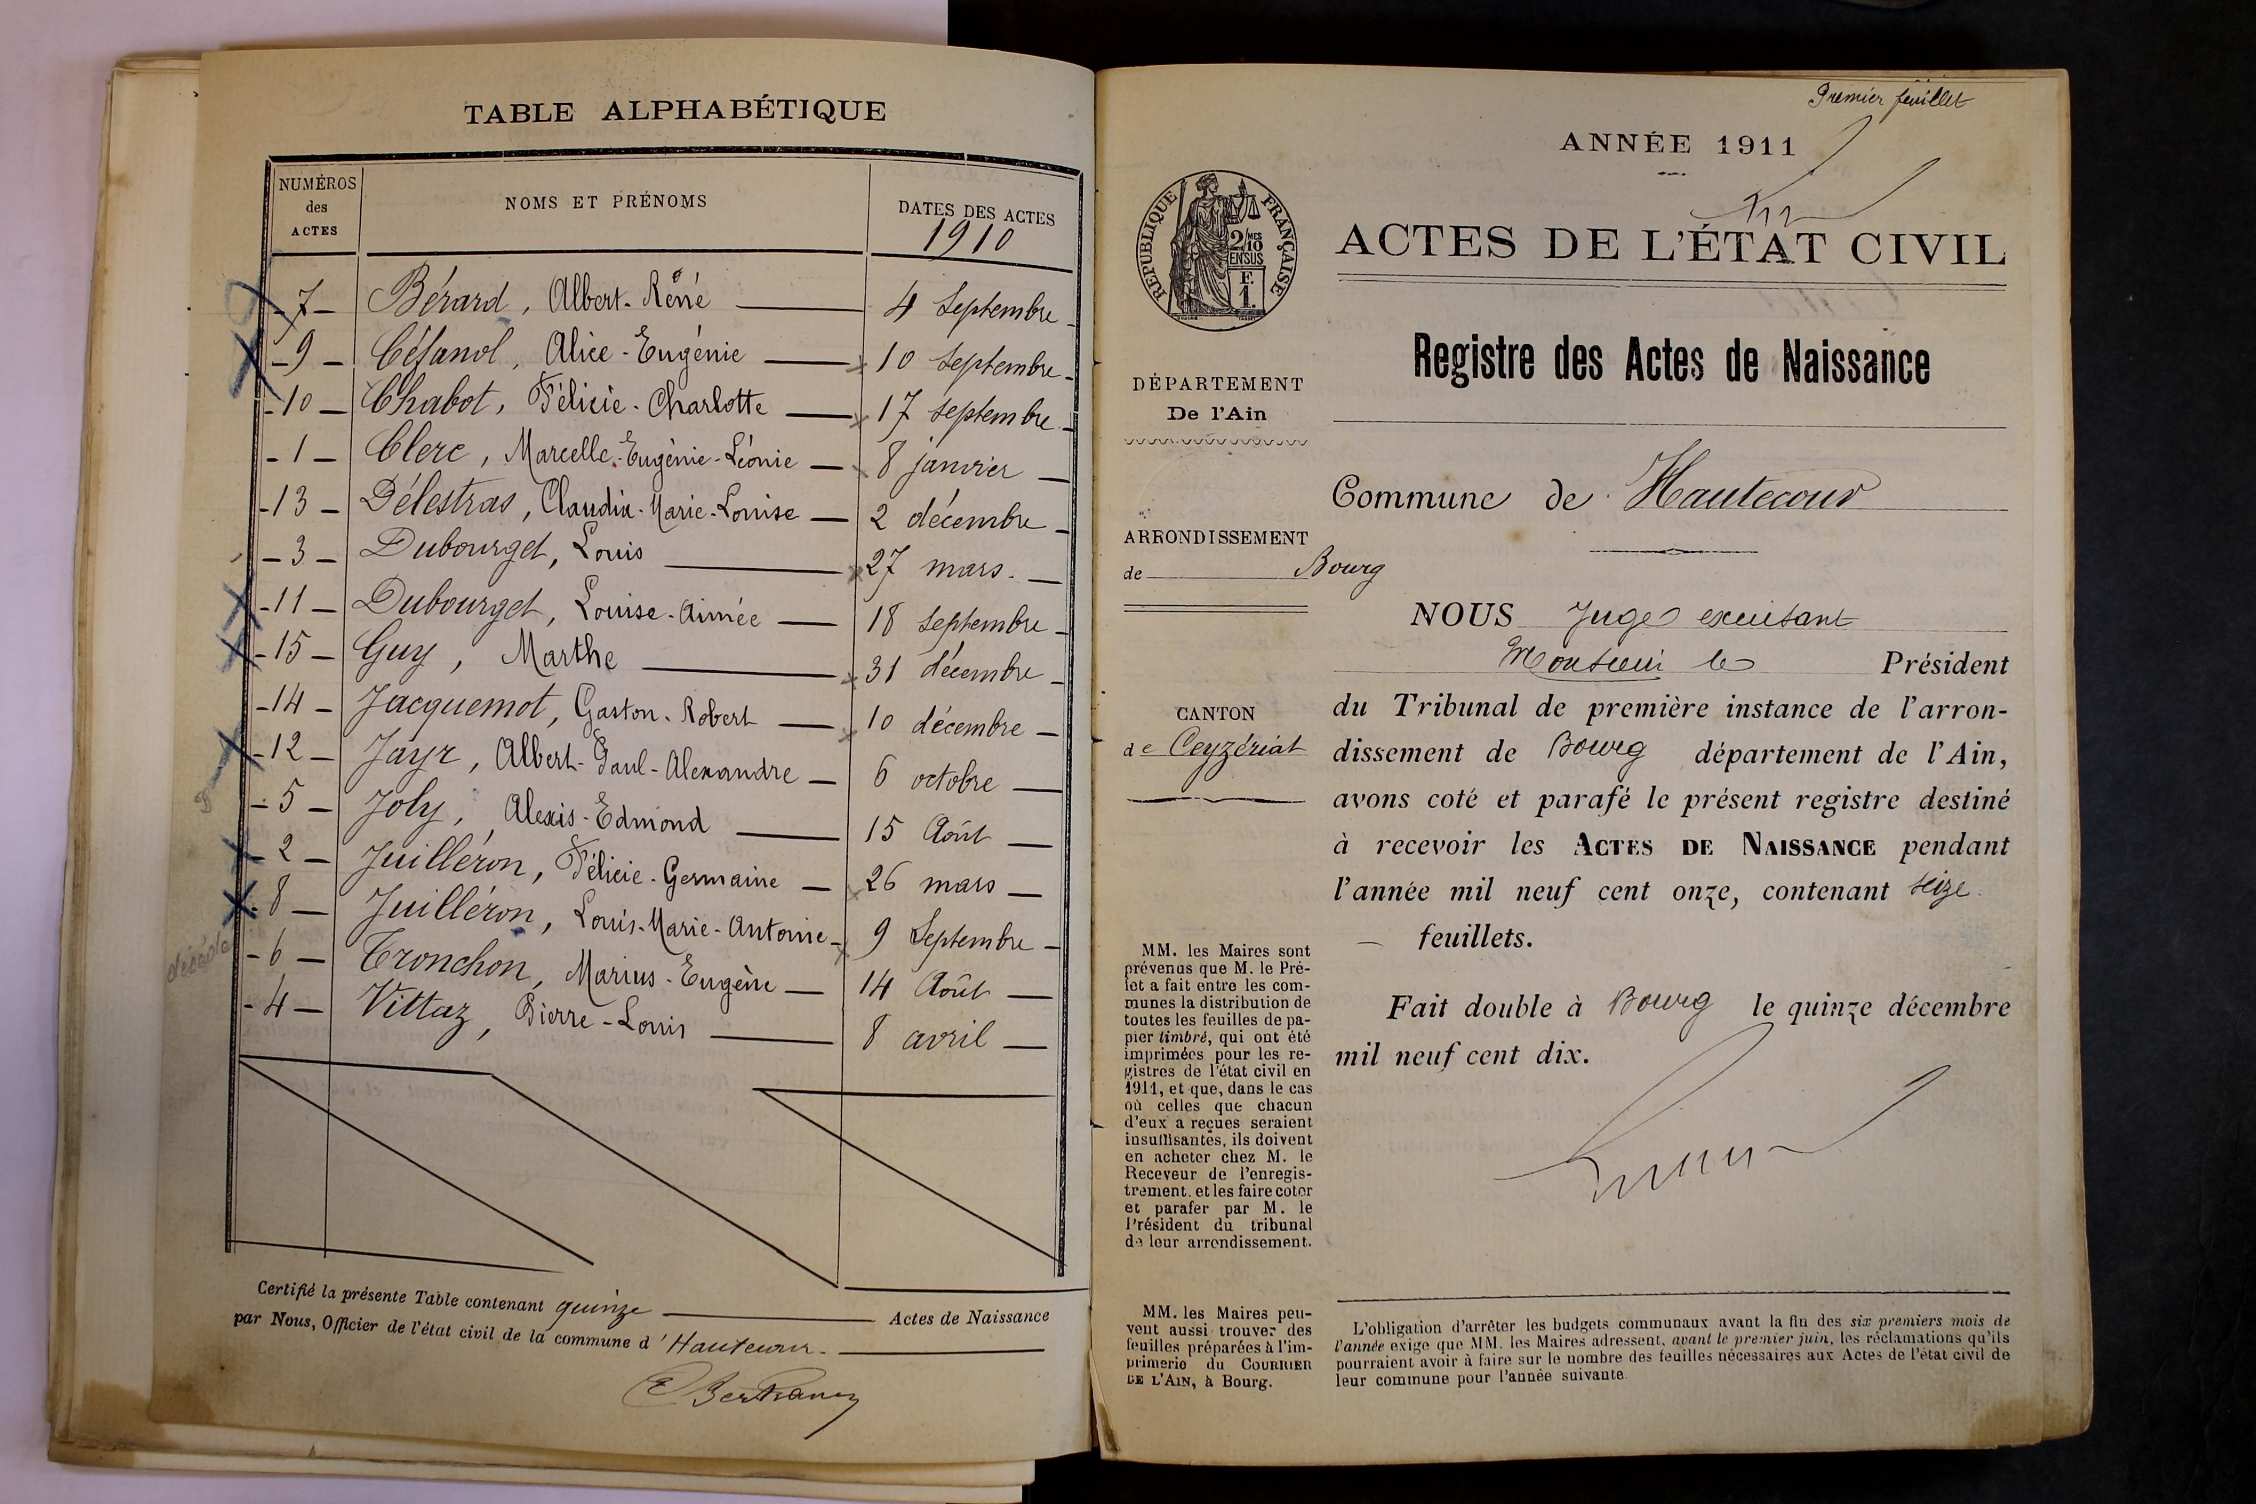 TABLE ALPHABÉTIQUE
NUMÉROS des ACTES
NOMS ET PRÉNOMS
DATES DES ACTES
1910
- 7 - Bérard, Albert-René 4 Septembre
- 9 - Alice-Eugénie 10 septembre
- 10 - Chabot, Félicie-Charlotte 17 septembre
- 1 - Clerc, Marcelle-Eugénie-Léonie 8 janvier
- 13 - Délestras, Claudia-Marie-Louise 2 décembre
- 3 - Dubourget, Louis 27 mars.
- 11 - Dubourget, Louise-Aimée 18 septembre
- 15 - Guy, Marthe 31 décembre
- 14 - Jacquemot, Gaston-Robert 10 décembre
- 12 - Jayr, Albert-Paul-Alexandre 6 octobre
- 5 - Joly, Alexis-Edmond 15 Août
- 2 - Juilléron, Félicie-Germaine 26 mars
- 8 - Juilléron, Louis-Marie-Antoine 9 Septembre
- 6 - Tronchon, Marius-Eugène 14 Août
- 4 - Vittaz, Pierre-Louis 8 avril
Certifié la présente Table contenant quinze Actes de Naissance
par Nous, Officier de l'état civil de la commune d'Hautecour.
Premier feuillet
ANNÉE 1911
RÉPUBLIQUE FRANÇAISE
2/MES
10
EN SUS
F.
1.
ACTES DE L'ÉTAT CIVIL
Registre des Actes de Naissance
DÉPARTEMENT
De l'Ain
Commune de Hautecour
ARRONDISSEMENT
de Bourg
NOUS Juge
Monsieur le Président
du Tribunal de première instance de l'arron-
dissement de Bourg département de l'Ain,
avons coté et parafé le présent registre destiné
à recevoir les ACTES DE NAISSANCE pendant
l'année mil neuf cent onze, contenant seize
feuillets.
Fait double à Bourg le quinze décembre
mil neuf cent dix.
CANTON
de Ceyzériat
MM. les Maires sont
prévenus que M. le Pré-
fet a fait entre les com-
munes la distribution de
toutes les feuilles de pa-
pier timbré, qui ont été
imprimées pour les re-
gistres de l'état civil en
1911, et que, dans le cas
où celles que chacun
d'eux a reçues seraient
insuffisantes, ils doivent
en acheter chez M. le
Receveur de l'enregis-
trement, et les faire coter
et parafer par M. le
Président du tribunal
de leur arrondissement.
MM. les Maires peu-
vent aussi trouver des
feuilles préparées à l'im-
primerie du COURRIER
DE L'AIN, à Bourg.
L'obligation d'arrêter les budgets communaux avant la fin des six premiers mois de
l'année exige que MM. les Maires adressent, avant le premier juin, les réclamations qu'ils
pourraient avoir à faire sur le nombre des feuilles nécessaires aux Actes de l'état civil de
leur commune pour l'année suivante.